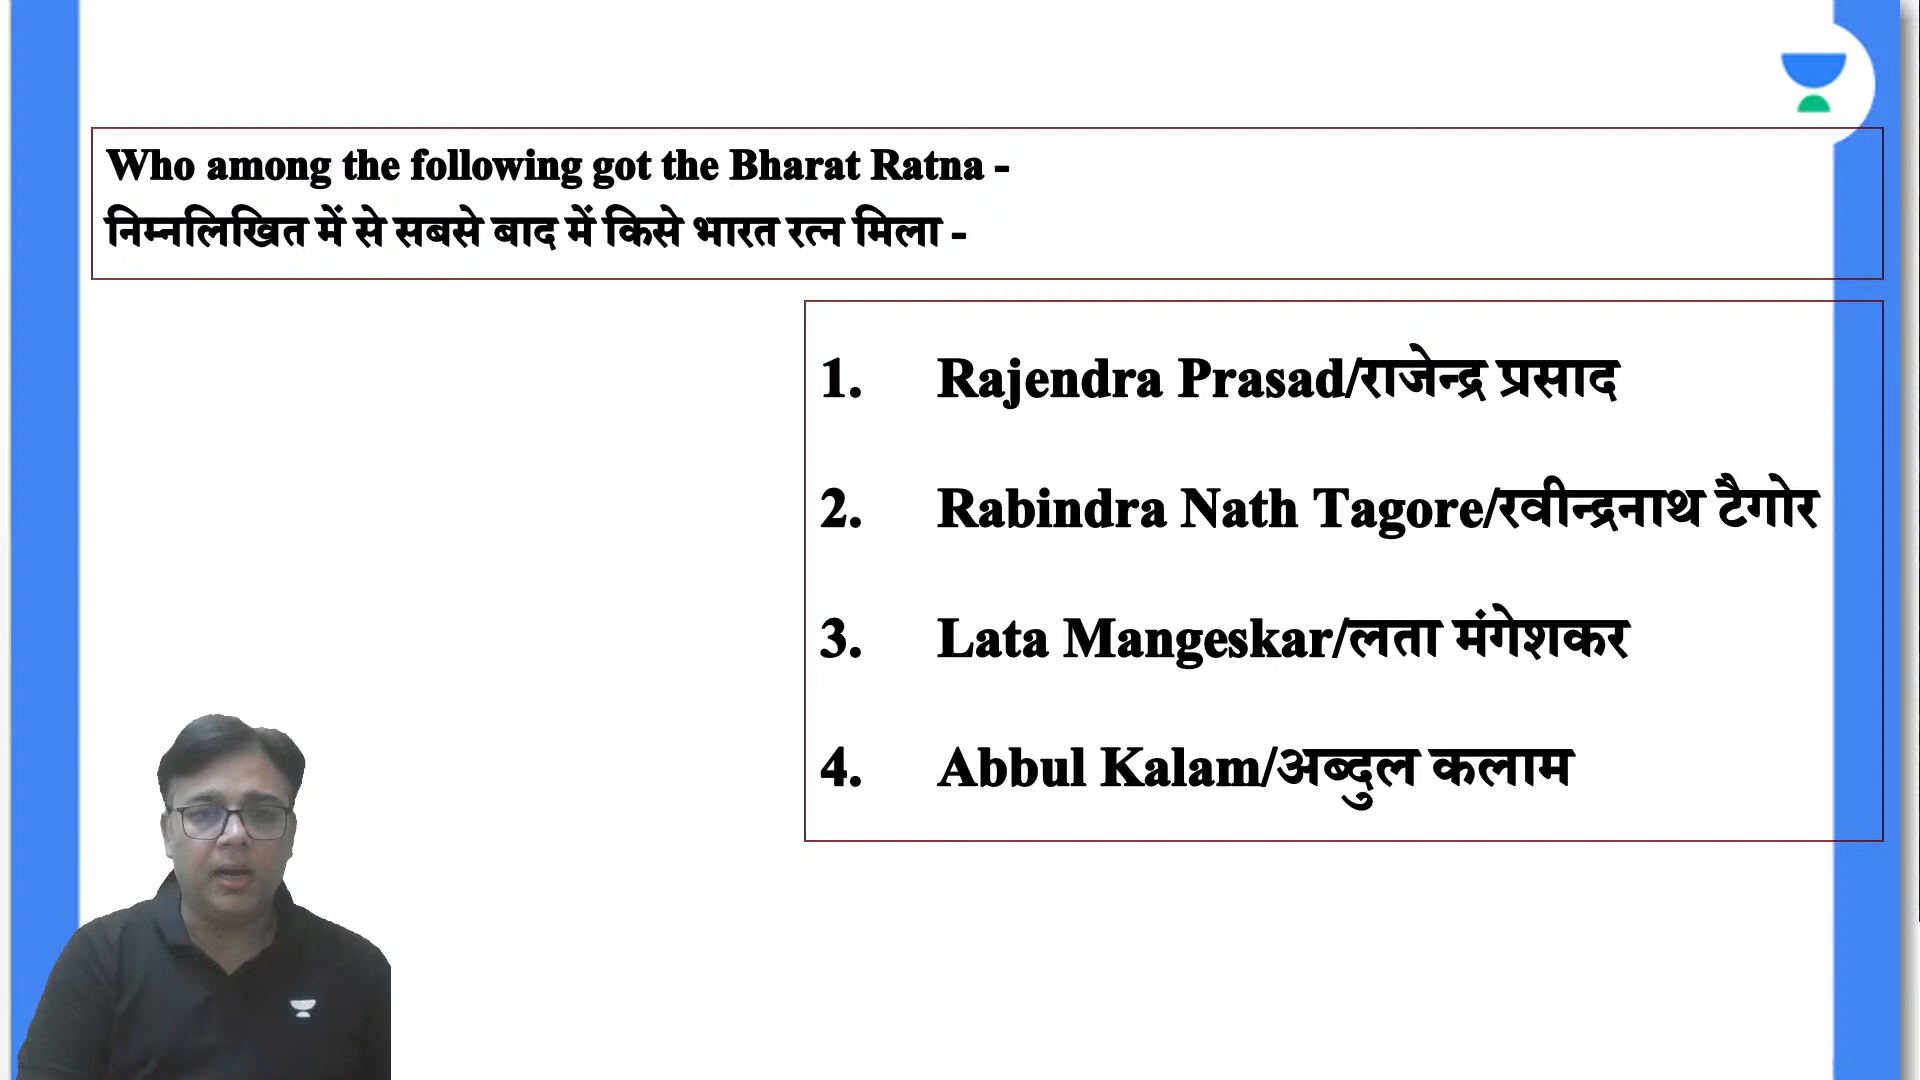 Who among the following got the Bharat Ratna -
निम्नलिखित में से सबसे बाद में किसे भारत रत्न मिला -
1. Rajendra Prasad/राजेन्द्र प्रसाद
2. Rabindra Nath Tagore/रवीन्द्रनाथ टैगोर
3. Lata Mangeskar/लता मंगेशकर
4. Abbul Kalam/अब्दुल कलाम